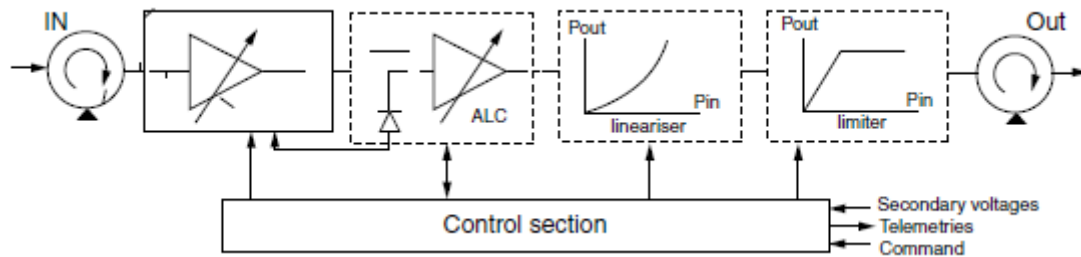 IN
Out
Pout
Pin
lineariser
Pout
Pin
limiter
ALC
Control section
Secondary voltages
Telemetries
Command